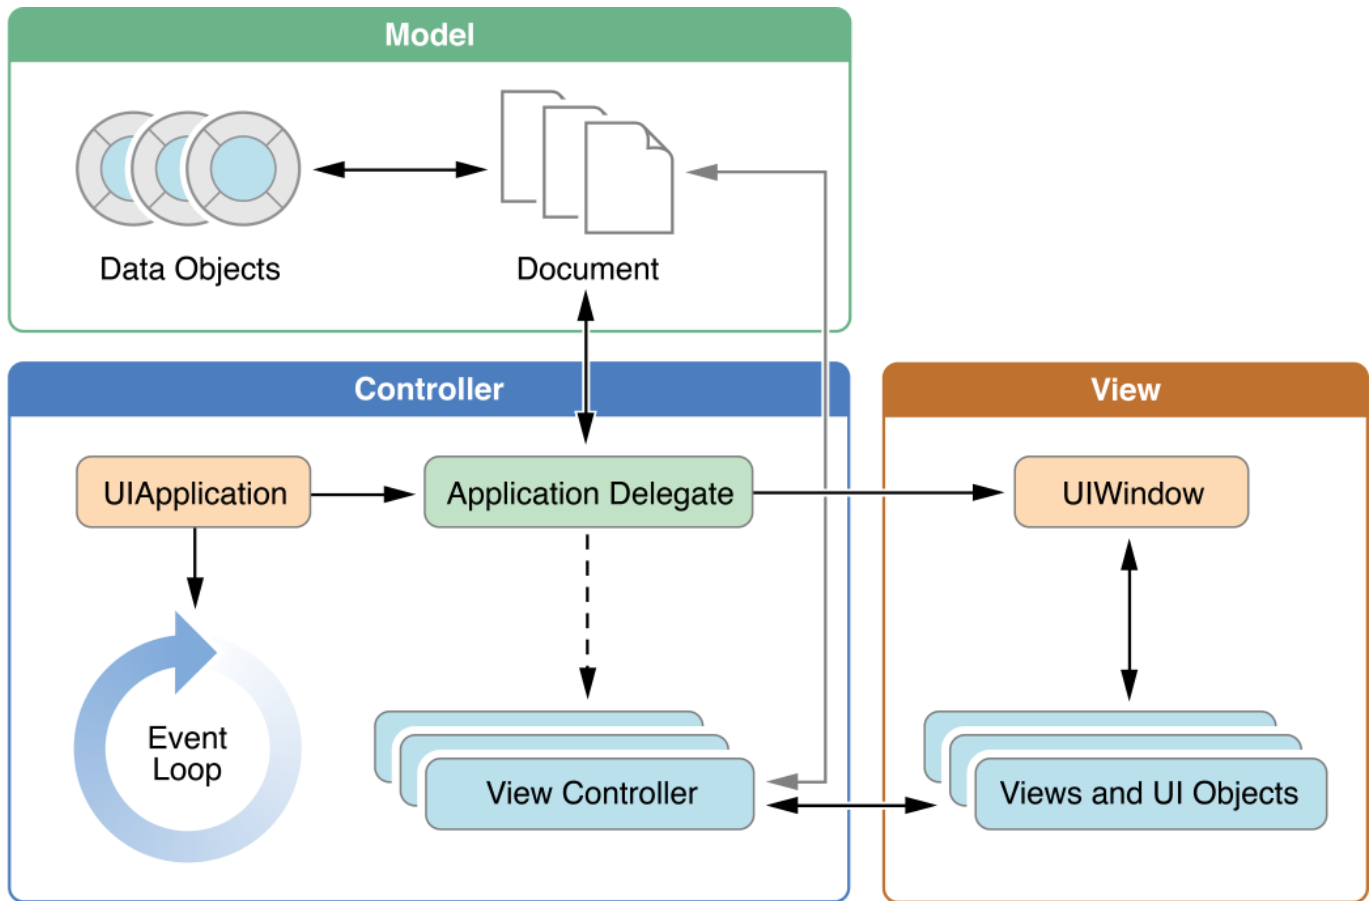 Model
Data Objects
Document
Controller
View
UIApplication
Application Delegate
UIWindow
Event
Loop
View Controller
Views and UI Objects